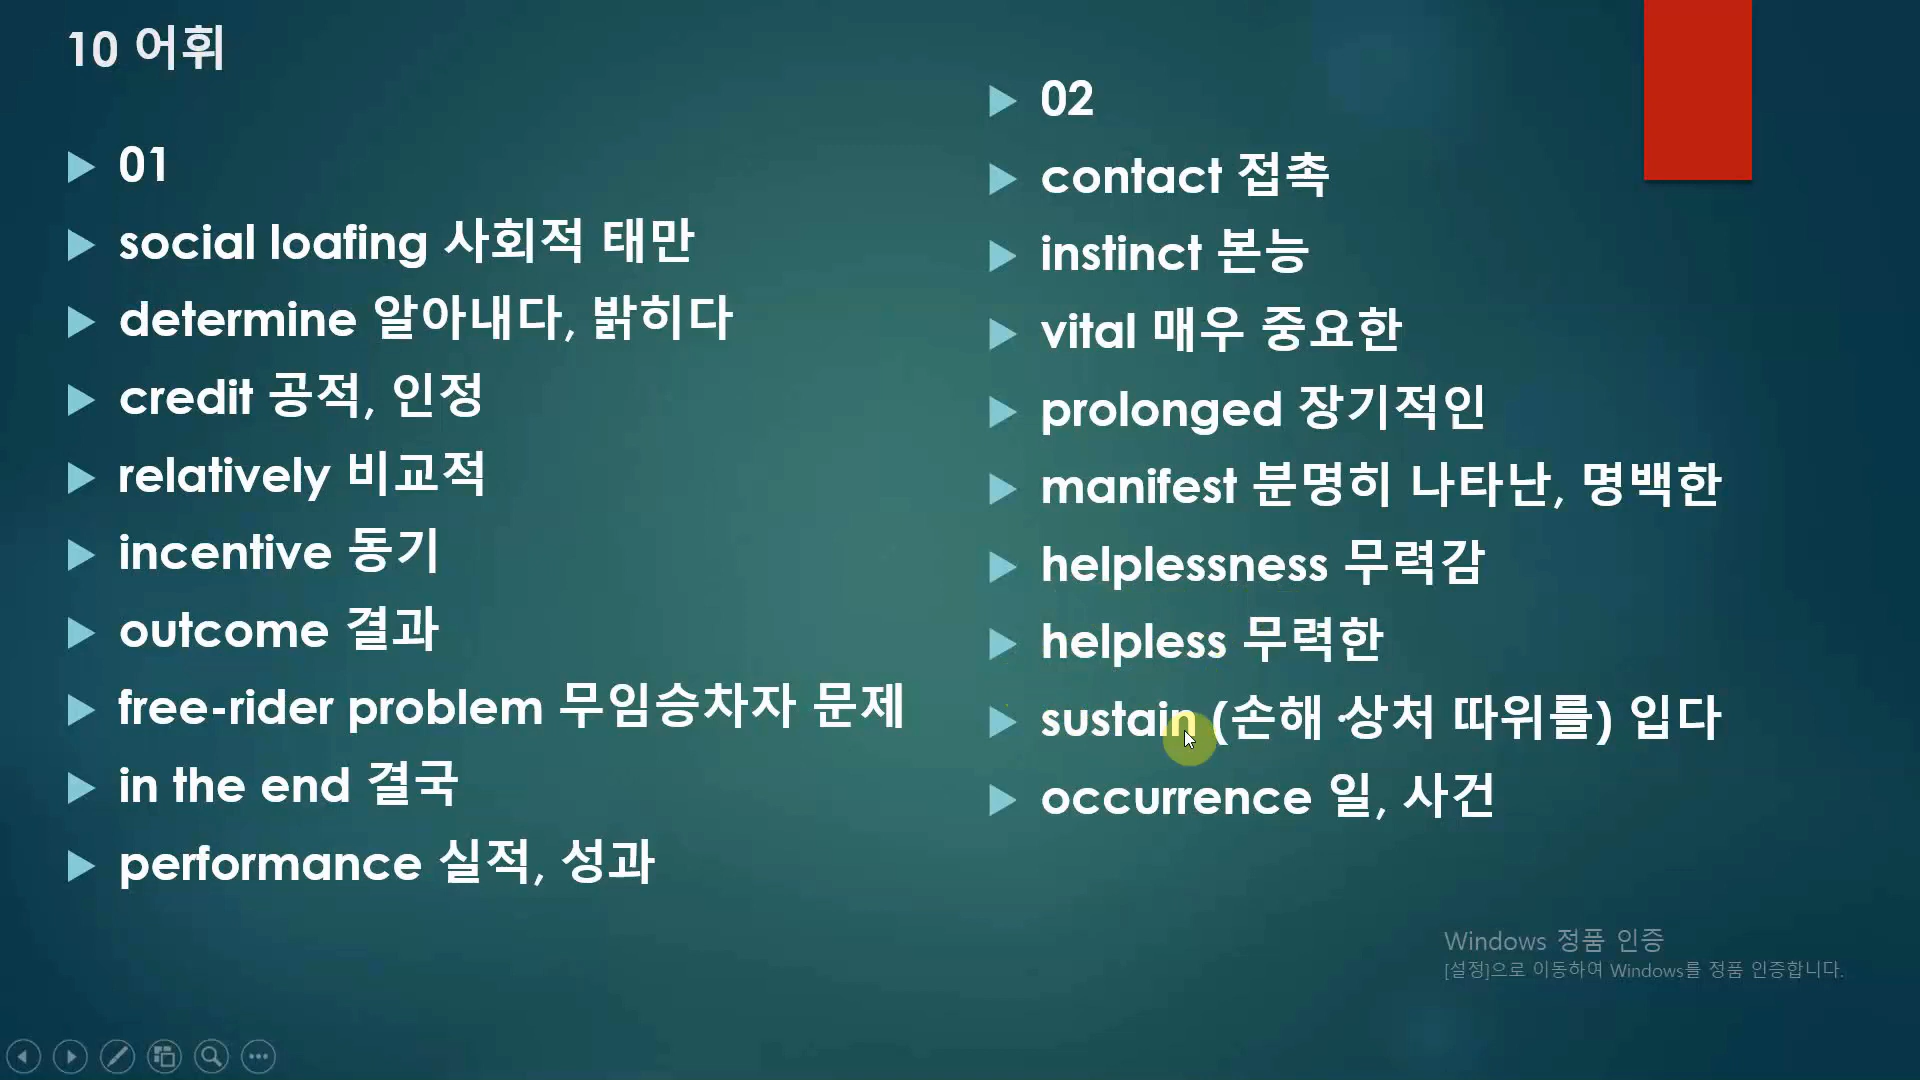 10 어휘
01
social loafing 사회적 태만
determine 알아내다, 밝히다
credit 공적, 인정
relatively 비교적
incentive 동기
outcome 결과
free-rider problem 무임승차자 문제
in the end 결국
performance 실적, 성과
02
contact 접촉
instinct 본능
vital 매우 중요한
prolonged 장기적인
manifest 분명히 나타난, 명백한
helplessness 무력감
helpless 무력한
sustain (손해 상처 따위를) 입다
occurrence 일, 사건
Windows 정품 인증
[설정]으로 이동하여 Windows를 정품 인증합니다.